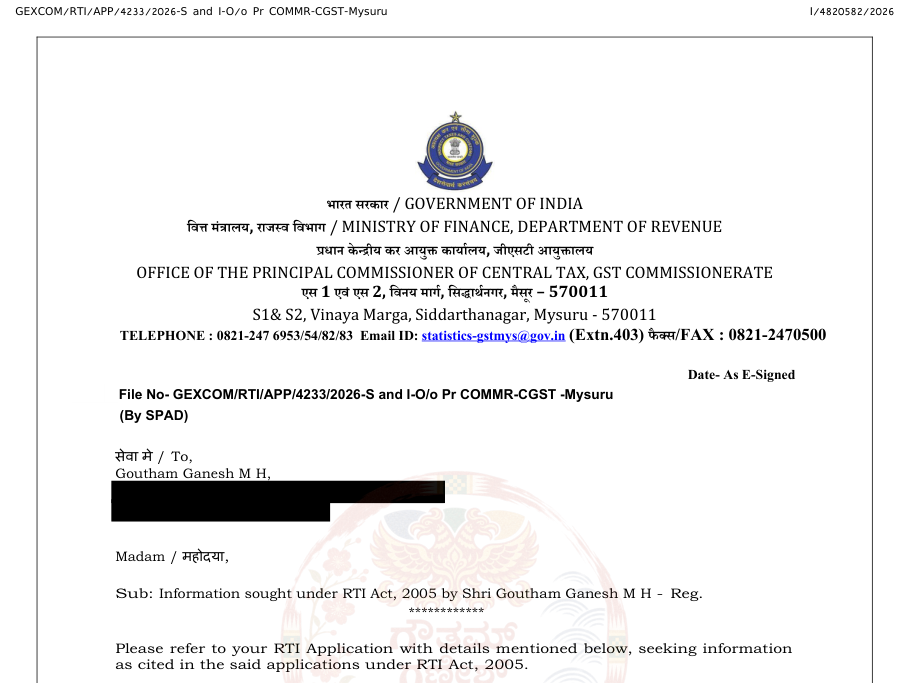 GEXCOM/RTI/APP/4233/2026-S and I-O/o Pr COMMR-CGST-Mysuru I/4820582/2026
भारत सरकार / GOVERNMENT OF INDIA
वित्त मंत्रालय, राजस्व विभाग / MINISTRY OF FINANCE, DEPARTMENT OF REVENUE
प्रधान केन्द्रीय कर आयुक्त कार्यालय, जीएसटी आयुक्तालय
OFFICE OF THE PRINCIPAL COMMISSIONER OF CENTRAL TAX, GST COMMISSIONERATE
एस 1 एवं एस 2, विनय मार्ग, सिद्धार्थनगर, मैसूर – 570011
S1& S2, Vinaya Marga, Siddarthanagar, Mysuru - 570011
TELEPHONE : 0821-247 6953/54/82/83 Email ID: statistics-gstmys@gov.in (Extn.403) फैक्स/FAX : 0821-2470500
Date- As E-Signed
File No- GEXCOM/RTI/APP/4233/2026-S and I-O/o Pr COMMR-CGST -Mysuru
(By SPAD)
सेवा मे / To,
Goutham Ganesh M H,
Madam / महोदया,
Sub: Information sought under RTI Act, 2005 by Shri Goutham Ganesh M H - Reg.
************
Please refer to your RTI Application with details mentioned below, seeking information
as cited in the said applications under RTI Act, 2005.
ಗೌತಮ್
ಗಣೇಶ್